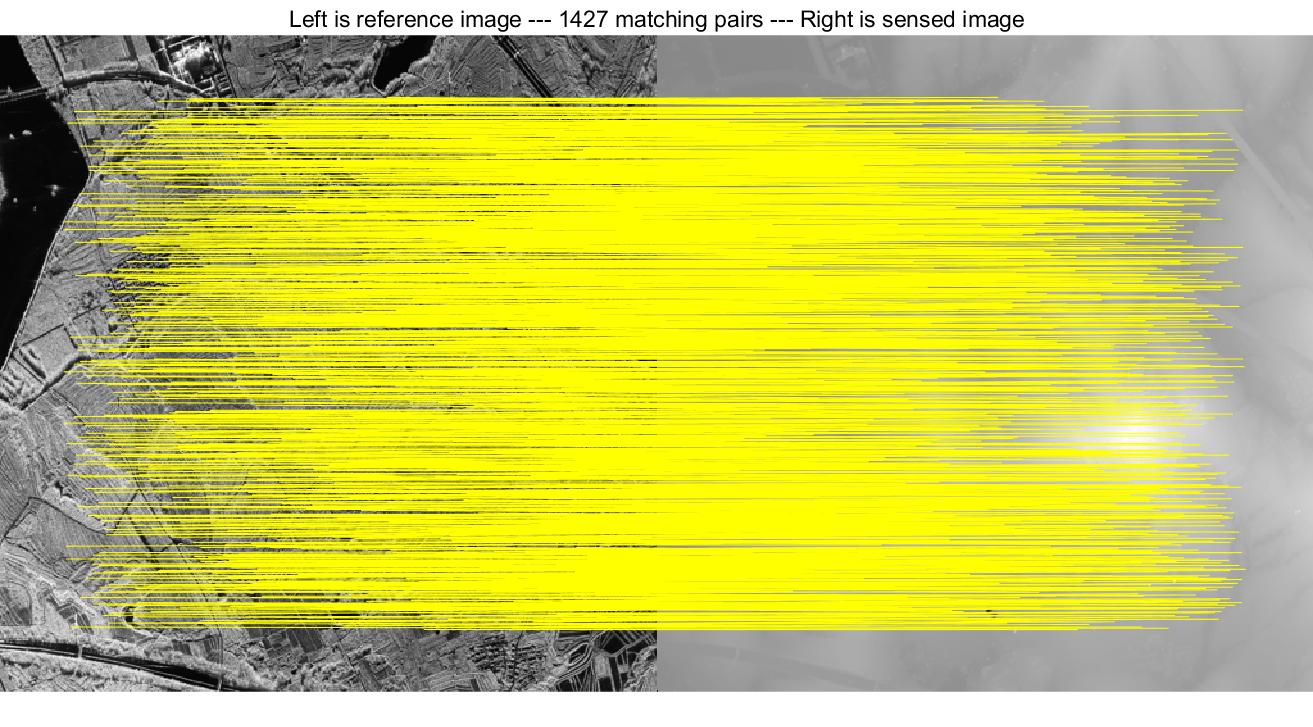 Left is reference image --- 1427 matching pairs --- Right is sensed image